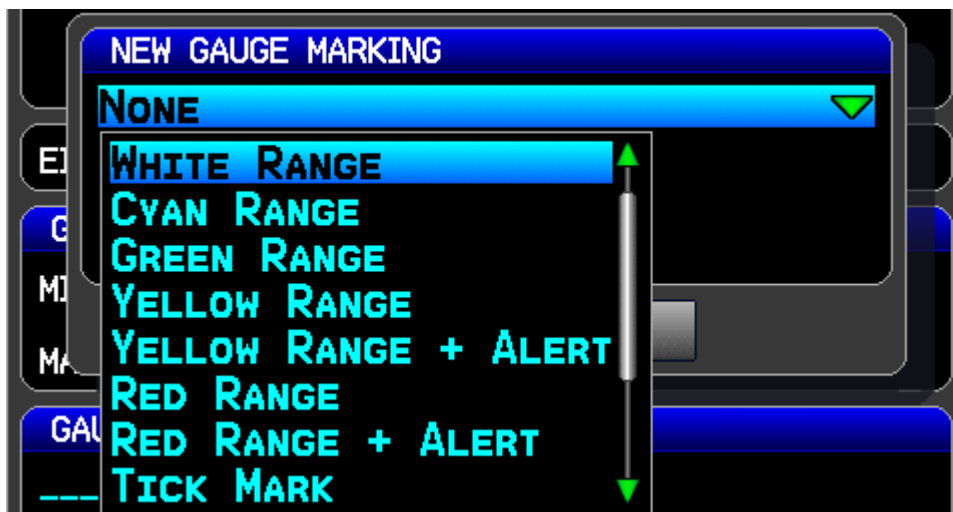 NEW GAUGE MARKING
NONE
WHITE RANGE
CYAN RANGE
GREEN RANGE
YELLOW RANGE
YELLOW RANGE + ALERT
RED RANGE
RED RANGE + ALERT
TICK MARK